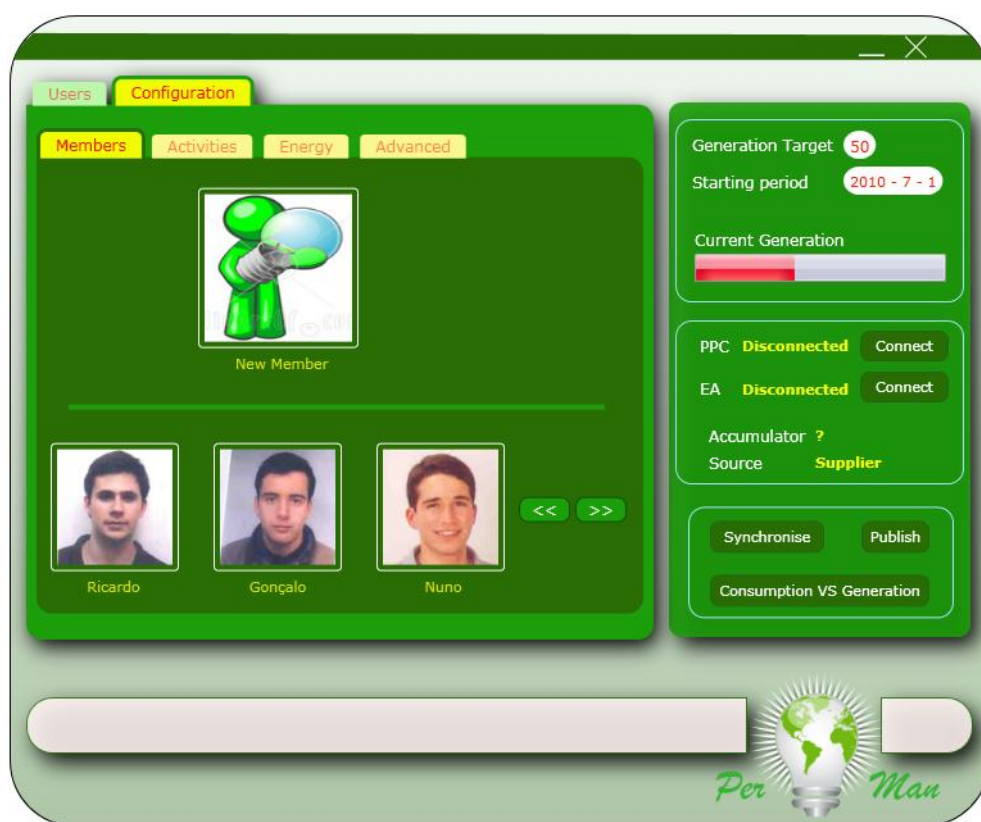 Users Configuration
Members Activities Energy Advanced
New Member
Ricardo Gonçalo Nuno
<< >>
Generation Target 50
Starting period 2010 - 7 - 1
Current Generation
PPC Disconnected Connect
EA Disconnected Connect
Accumulator ?
Source Supplier
Synchronise Publish
Consumption VS Generation
Per Man